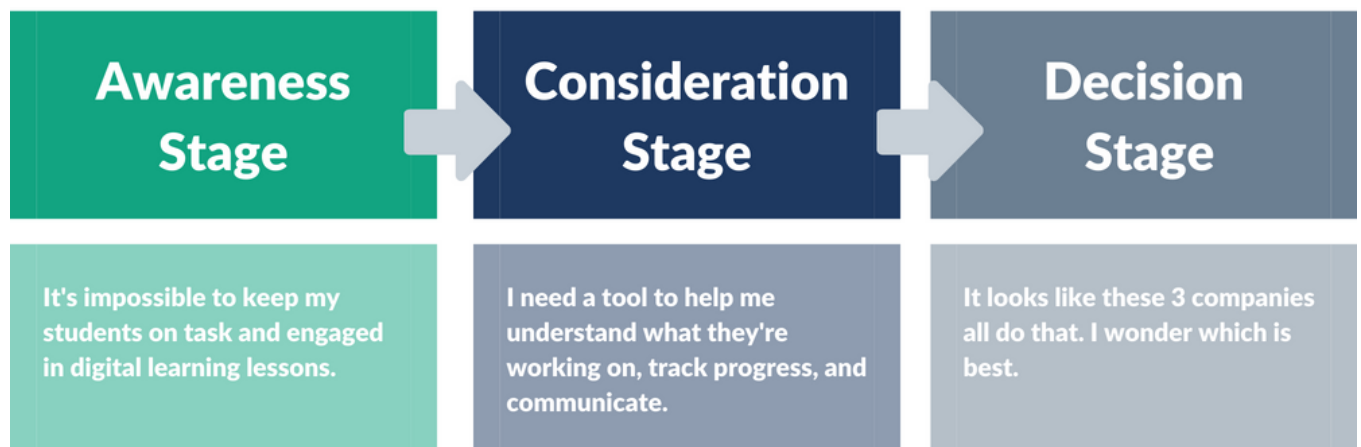 Awareness
Stage
Consideration
Stage
Decision
Stage
It's impossible to keep my
students on task and engaged
in digital learning lessons.
I need a tool to help me
understand what they're
working on, track progress, and
communicate.
It looks like these 3 companies
all do that. I wonder which is
best.